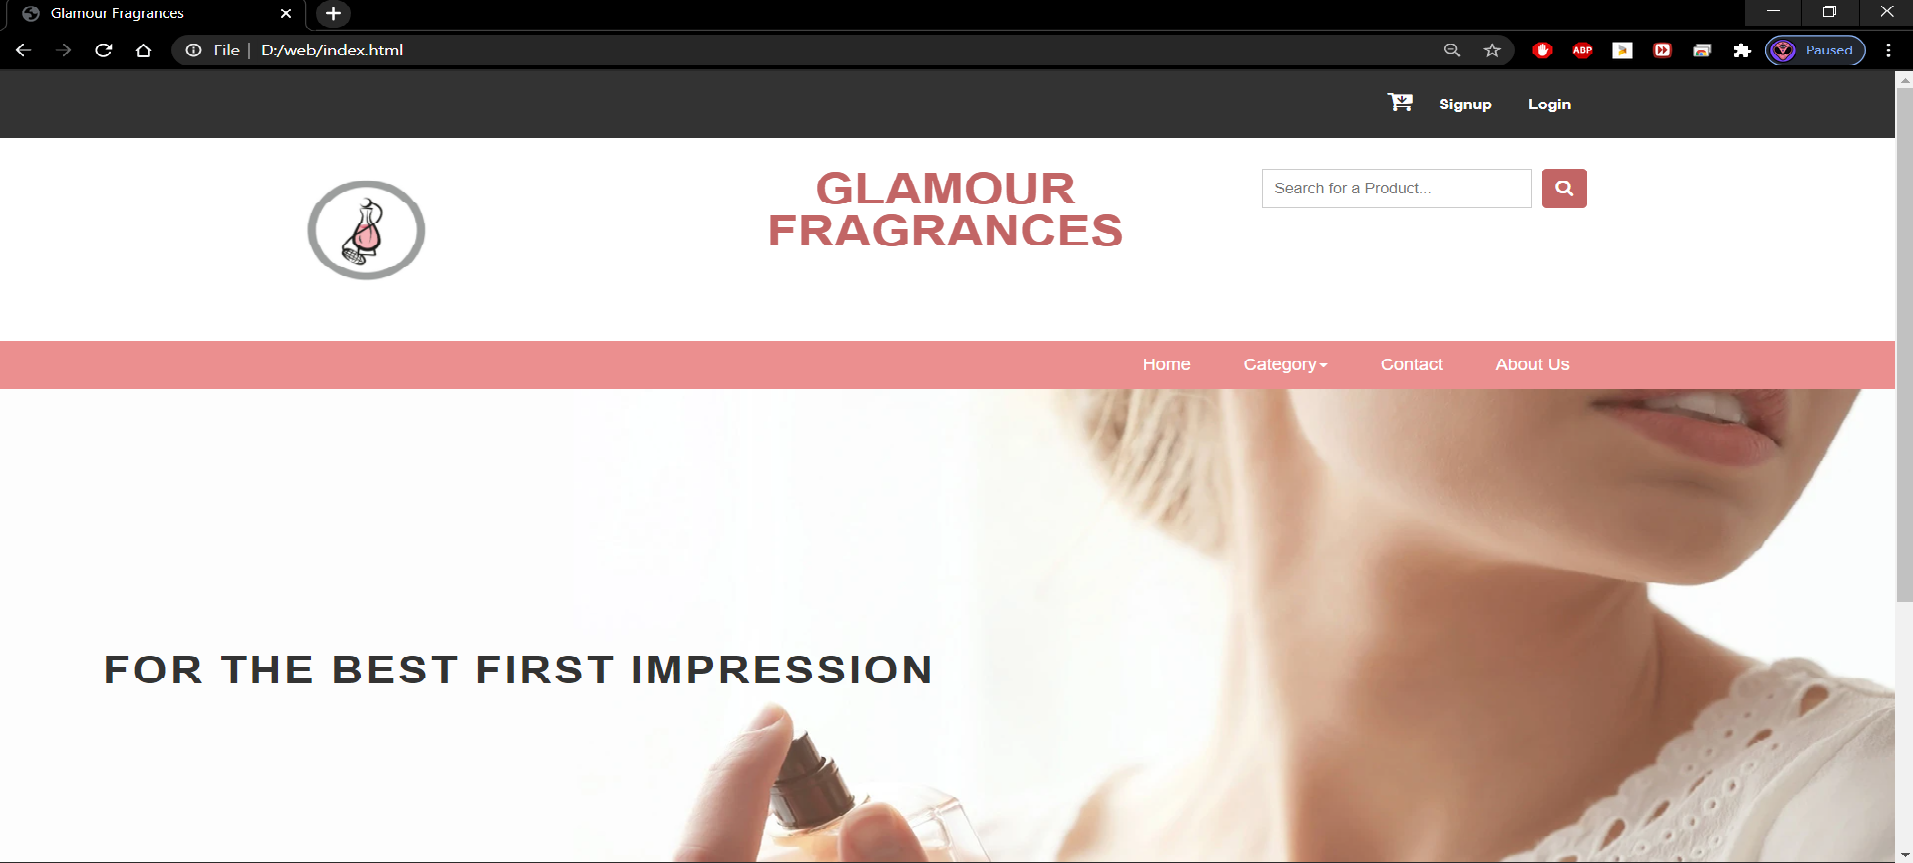 Glamour Fragrances
File | D:/web/index.html
ABP
Paused
Signup Login
GLAMOUR
FRAGRANCES
Search for a Product...
Home Category Contact About Us
FOR THE BEST FIRST IMPRESSION